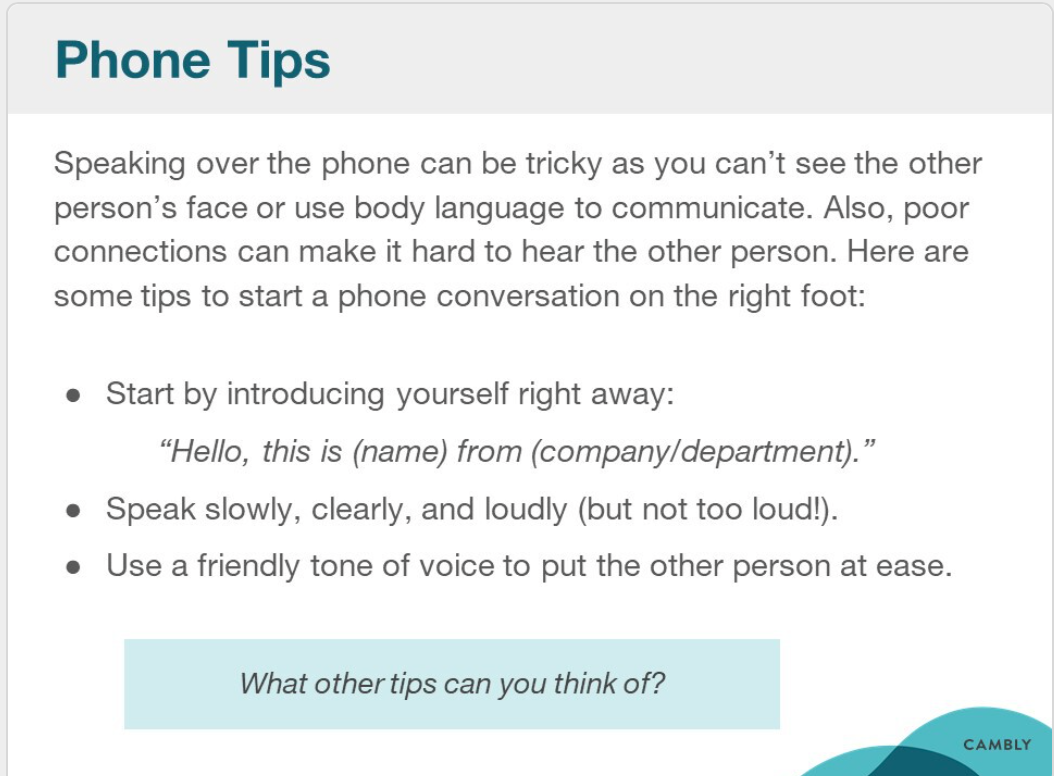 Phone Tips
Speaking over the phone can be tricky as you can’t see the other
person’s face or use body language to communicate. Also, poor
connections can make it hard to hear the other person. Here are
some tips to start a phone conversation on the right foot:
● Start by introducing yourself right away:
“Hello, this is (name) from (company/department).”
● Speak slowly, clearly, and loudly (but not too loud!).
● Use a friendly tone of voice to put the other person at ease.
What other tips can you think of?
CAMBLY